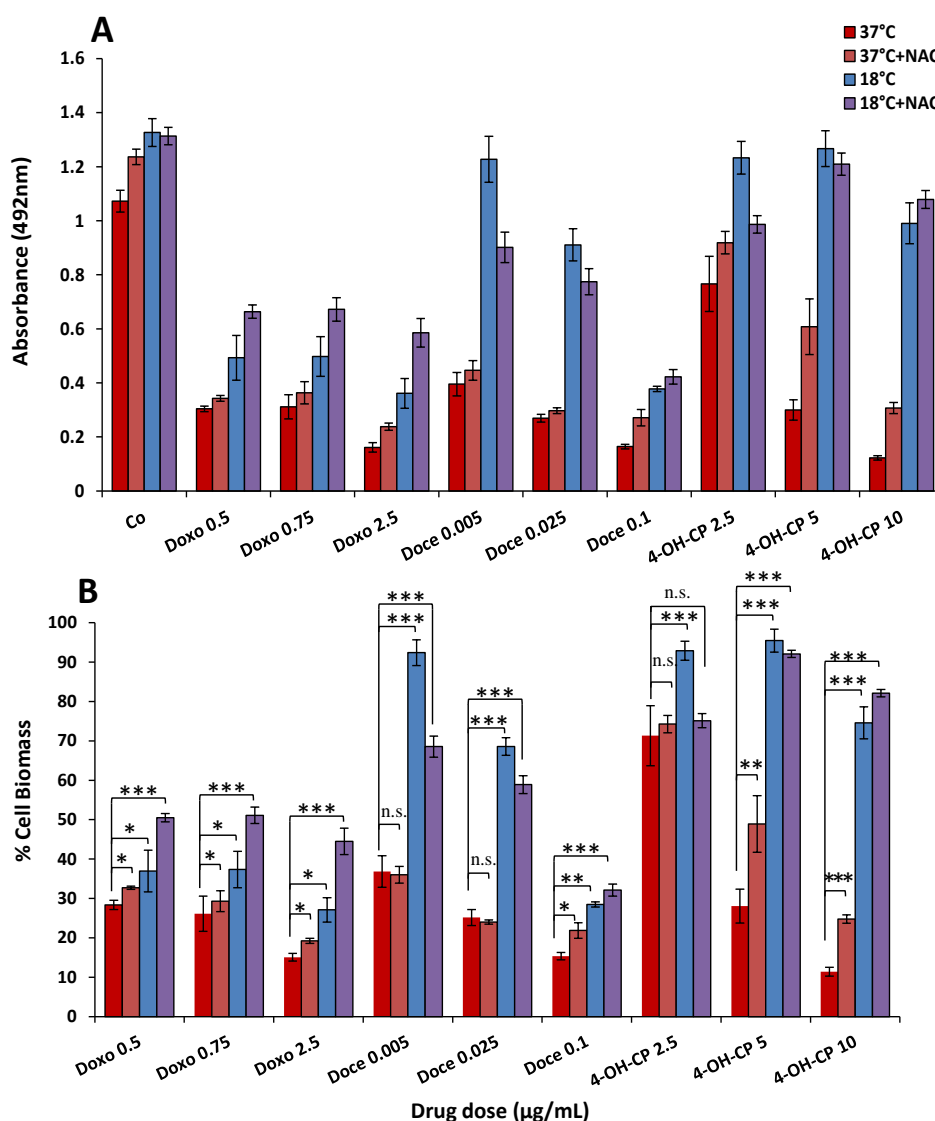 A
37°C
37°C+NAC
18°C
18°C+NAC
Absorbance (492nm)
1.6
1.4
1.2
1
0.8
0.6
0.4
0.2
0
Co
Doxo 0.5
Doxo 0.75
Doxo 2.5
Doce 0.005
Doce 0.025
Doce 0.1
4-OH-CP 2.5
4-OH-CP 5
4-OH-CP 10
B
% Cell Biomass
100
90
80
70
60
50
40
30
20
10
0
***
*
*
***
*
*
***
*
*
***
***
n.s.
***
***
n.s.
***
**
*
n.s.
***
n.s.
***
***
**
***
***
***
Doxo 0.5
Doxo 0.75
Doxo 2.5
Doce 0.005
Doce 0.025
Doce 0.1
4-OH-CP 2.5
4-OH-CP 5
4-OH-CP 10
Drug dose (µg/mL)